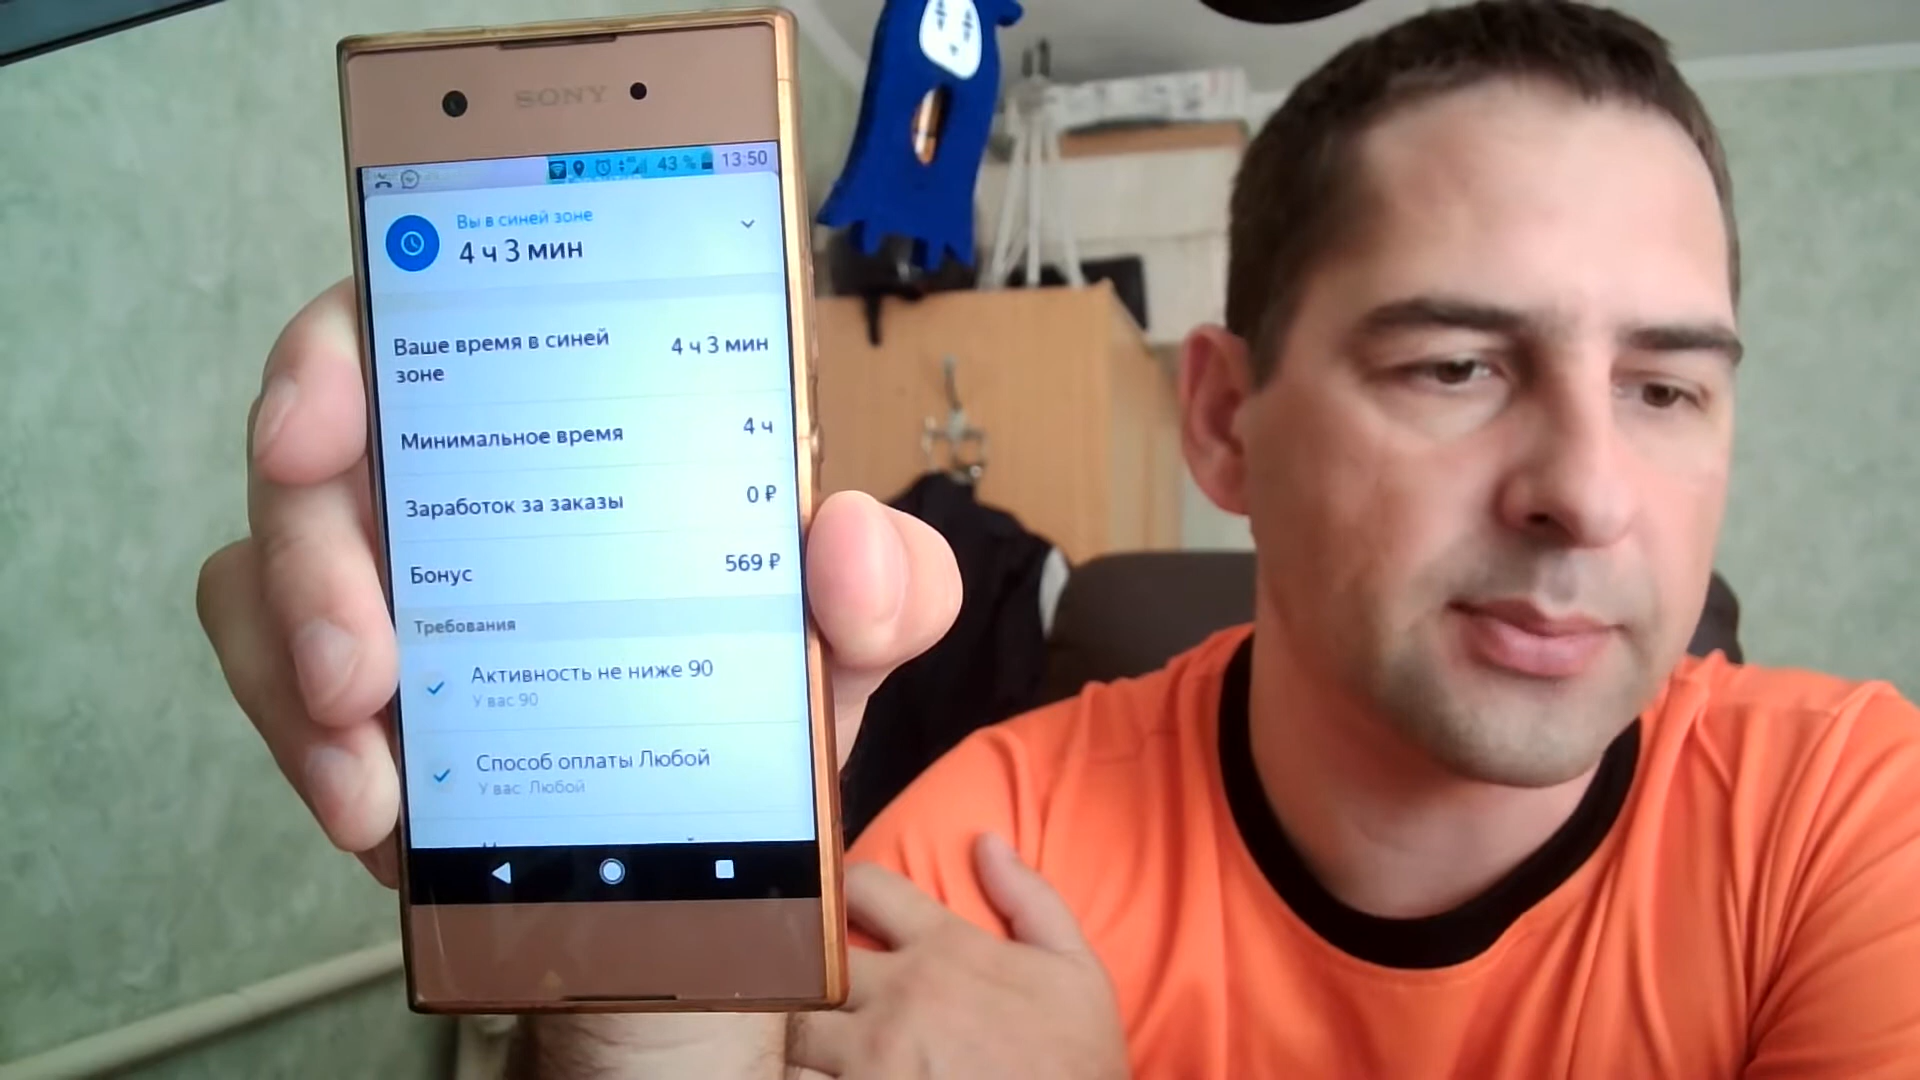 SONY
43 % 13:50
Вы в синей зоне
4 ч 3 мин
Ваше время в синей
зоне
4 ч 3 мин
Минимальное время 4 ч
Заработок за заказы 0 ₽
Бонус 569 ₽
Требования
Активность не ниже 90
У вас 90
Способ оплаты Любой
У вас Любой